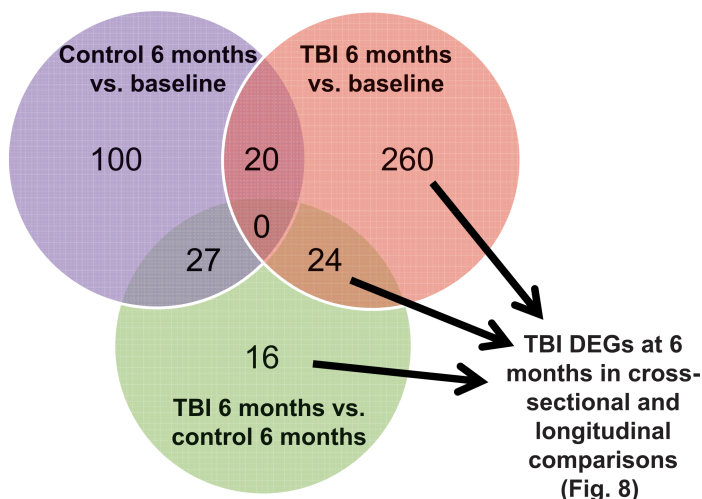 Control 6 months
vs. baseline
TBI 6 months
vs. baseline
100
20
260
0
27
24
16
TBI 6 months vs.
control 6 months
TBI DEGs at 6
months in cross-
sectional and
longitudinal
comparisons
(Fig. 8)